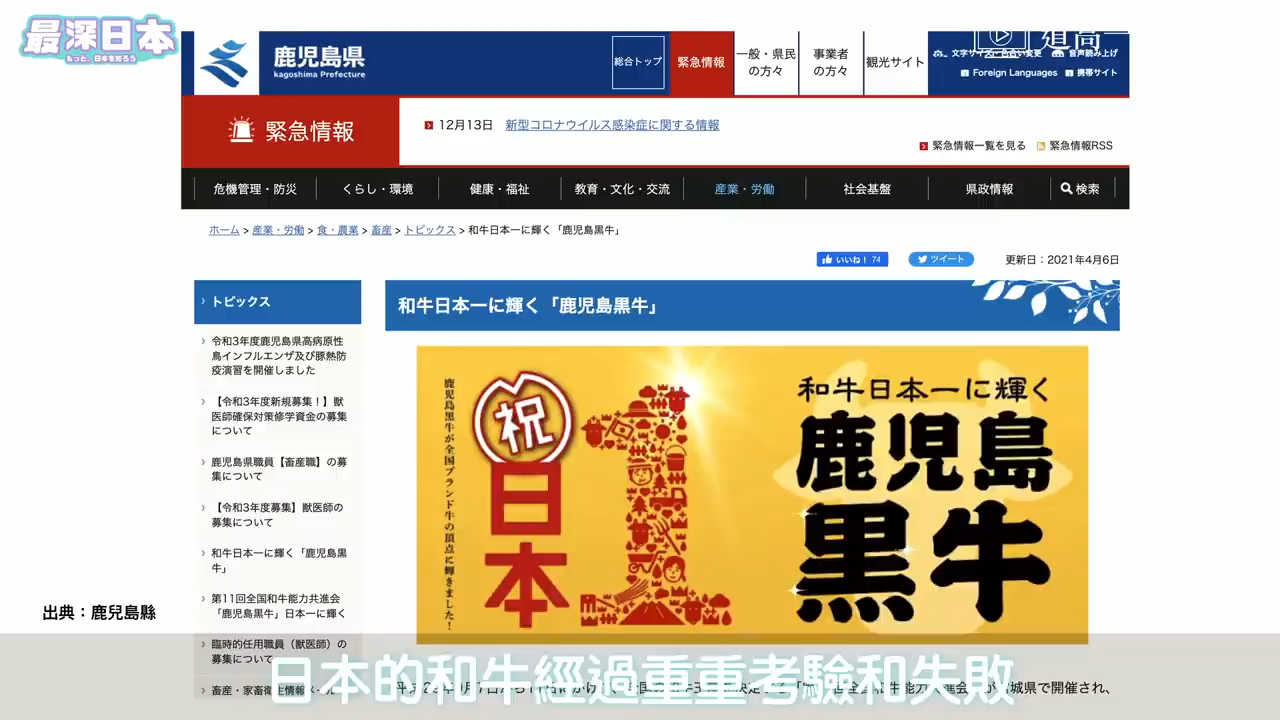 最深日本
もっと、日本を知ろう
鹿児島県
kagoshima Prefecture
総合トップ
緊急情報
一般・県民
の方々
事業者
の方々
観光サイト
道高一
音声読み上げ
Foreign Languages
携帯サイト
緊急情報
12月13日 新型コロナウイルス感染症に関する情報
緊急情報一覧を見る
緊急情報RSS
危機管理・防災
くらし・環境
健康・福祉
教育・文化・交流
産業・労働
社会基盤
県政情報
検索
ホーム > 産業・労働 > 食・農業 > 畜産 > トピックス > 和牛日本一に輝く「鹿児島黒牛」
いいね! 74
ツイート
更新日:2021年4月6日
トピックス
令和3年度鹿児島県高病原性
鳥インフルエンザ及び豚熱防
疫演習を開催しました
【令和3年度新規募集!】獣
医師確保対策修学資金の募集
について
鹿児島県職員【畜産職】の募
集について
【令和3年度募集】獣医師の
募集について
和牛日本一に輝く「鹿児島黒
牛」
第11回全国和牛能力共進会
「鹿児島黒牛」日本一に輝く
臨時的任用職員(獣医師)の
募集について
和牛日本一に輝く「鹿児島黒牛」
鹿児島黒牛が全国ブランド牛の頂点に輝きました!
祝
日本
1
和牛日本一に輝く
鹿児島
黒牛
出典:鹿兒島縣
日本的和牛經過重重考驗和失敗